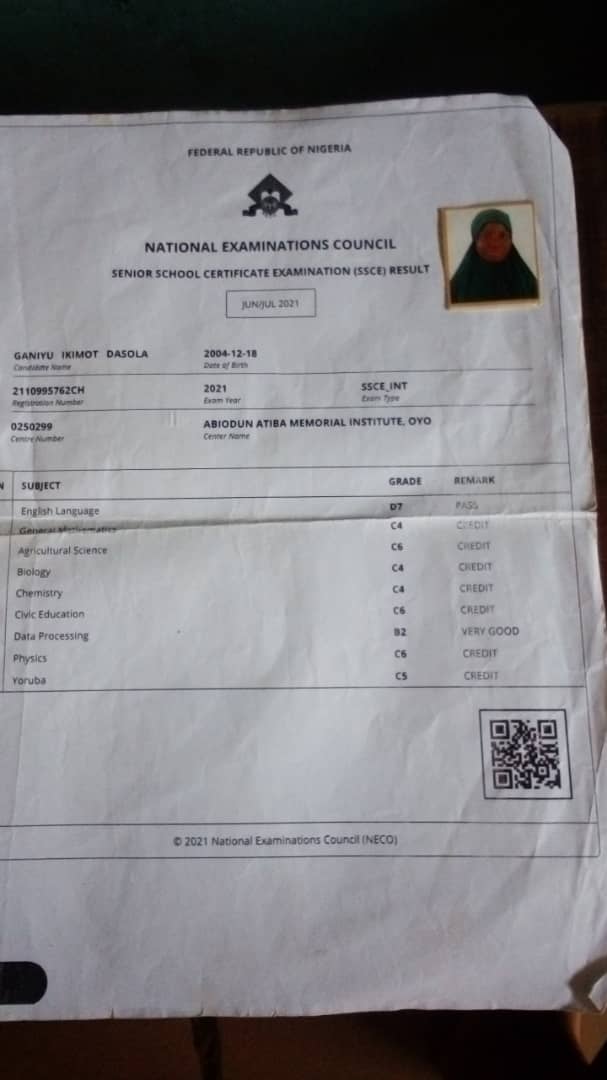 FEDERAL REPUBLIC OF NIGERIA
NATIONAL EXAMINATIONS COUNCIL
SENIOR SCHOOL CERTIFICATE EXAMINATION (SSCE) RESULT
JUN/JUL 2021
GANIYU IKIMOT DASOLA 2004-12-18
Candidate Name Date of Birth
2110995762CH 2021 SSCE_INT
Registration Number Exam Year Exam Type
0250299 ABIODUN ATIBA MEMORIAL INSTITUTE, OYO
Centre Number Center Name
N SUBJECT GRADE REMARK
English Language D7 PASS
General Mathematics C4 CREDIT
Agricultural Science C6 CREDIT
Biology C4 CREDIT
Chemistry C4 CREDIT
Civic Education C6 CREDIT
Data Processing B2 VERY GOOD
Physics C6 CREDIT
Yoruba C5 CREDIT
© 2021 National Examinations Council (NECO)